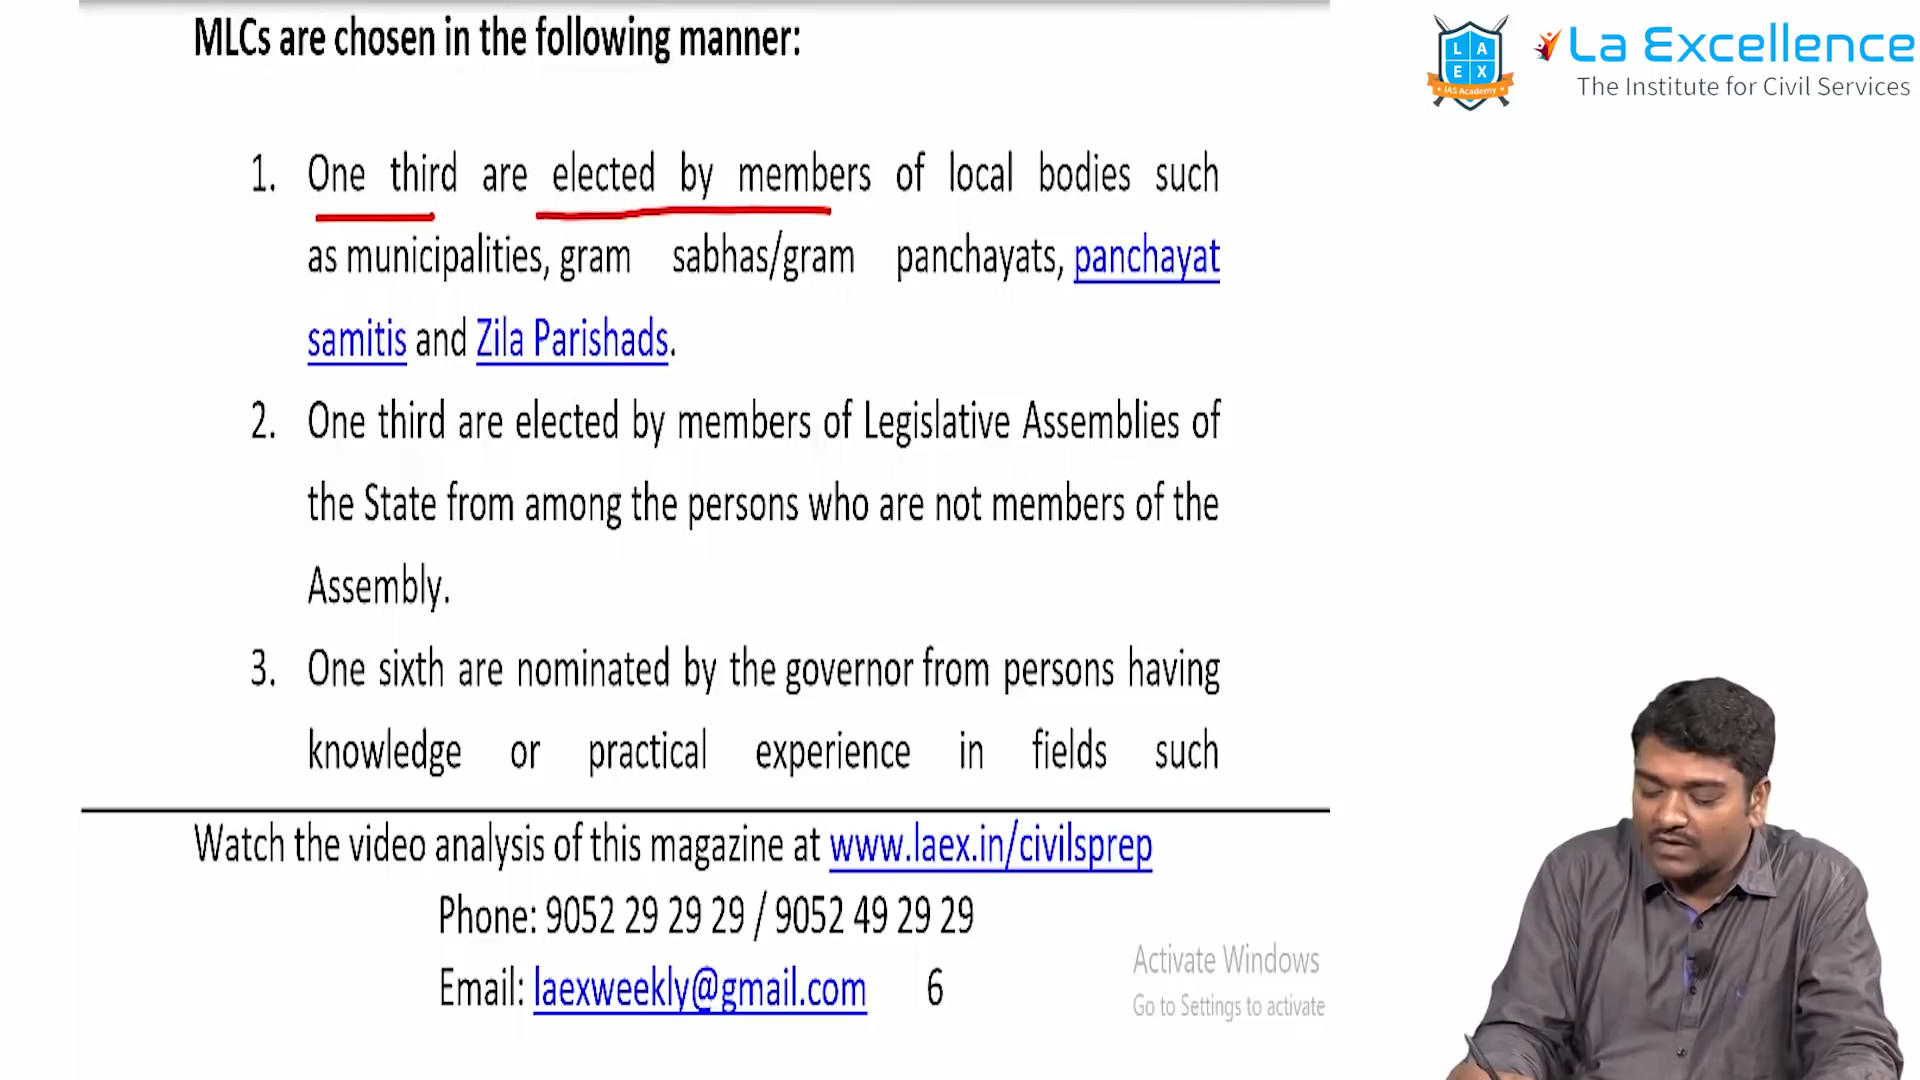 MLCs are chosen in the following manner:
LA
EX
IAS Academy
La Excellence
The Institute for Civil Services
1. One third are elected by members of local bodies such
as municipalities, gram sabhas/gram panchayats, panchayat
samitis and Zila Parishads.
2. One third are elected by members of Legislative Assemblies of
the State from among the persons who are not members of the
Assembly.
3. One sixth are nominated by the governor from persons having
knowledge or practical experience in fields such
Watch the video analysis of this magazine at www.laex.in/civilsprep
Phone: 9052 29 29 29 / 9052 49 29 29
Email: laexweekly@gmail.com 6
Activate Windows
Go to Settings to activate